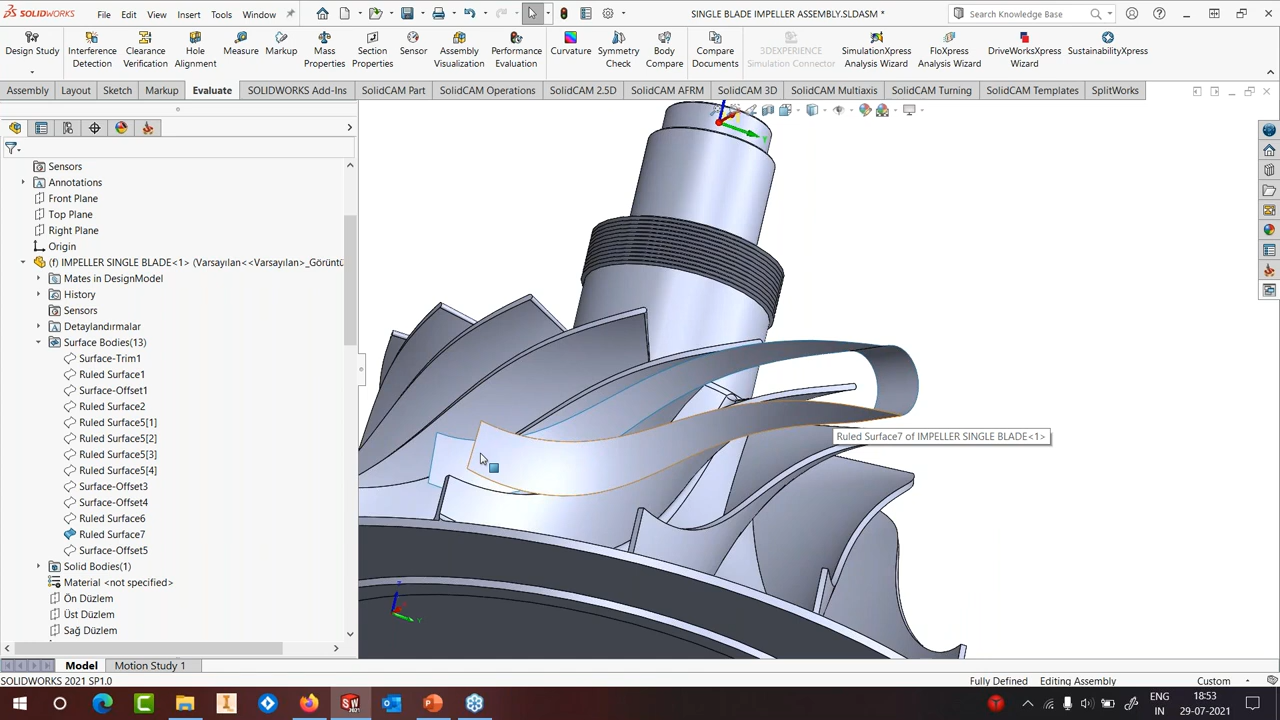 SOLIDWORKS File Edit View Insert Tools Window SINGLE BLADE IMPELLER ASSEMBLY.SLDASM * Search Knowledge Base
Design Study
Interference Detection
Clearance Verification
Hole Alignment
Measure
Markup
Mass Properties
Section Properties
Sensor
Assembly Visualization
Performance Evaluation
Curvature
Symmetry Check
Body Compare
Compare Documents
3DEXPERIENCE Simulation Connector
SimulationXpress Analysis Wizard
FloXpress Analysis Wizard
DriveWorksXpress Wizard
SustainabilityXpress
Assembly Layout Sketch Markup Evaluate SOLIDWORKS Add-Ins SolidCAM Part SolidCAM Operations SolidCAM 2.5D SolidCAM AFRM SolidCAM 3D SolidCAM Multiaxis SolidCAM Turning SolidCAM Templates SplitWorks
Sensors
Annotations
Front Plane
Top Plane
Right Plane
Origin
(f) IMPELLER SINGLE BLADE<1> (Varsayılan<<Varsayılan>_Görüntü
Mates in DesignModel
History
Sensors
Detaylandırmalar
Surface Bodies(13)
Surface-Trim1
Ruled Surface1
Surface-Offset1
Ruled Surface2
Ruled Surface5[1]
Ruled Surface5[2]
Ruled Surface5[3]
Ruled Surface5[4]
Surface-Offset3
Surface-Offset4
Ruled Surface6
Ruled Surface7
Surface-Offset5
Solid Bodies(1)
Material <not specified>
Ön Düzlem
Üst Düzlem
Sağ Düzlem
Y
Ruled Surface7 of IMPELLER SINGLE BLADE<1>
Y
Model Motion Study 1
SOLIDWORKS 2021 SP1.0 Fully Defined Editing Assembly Custom
ENG 18:53
IN 29-07-2021